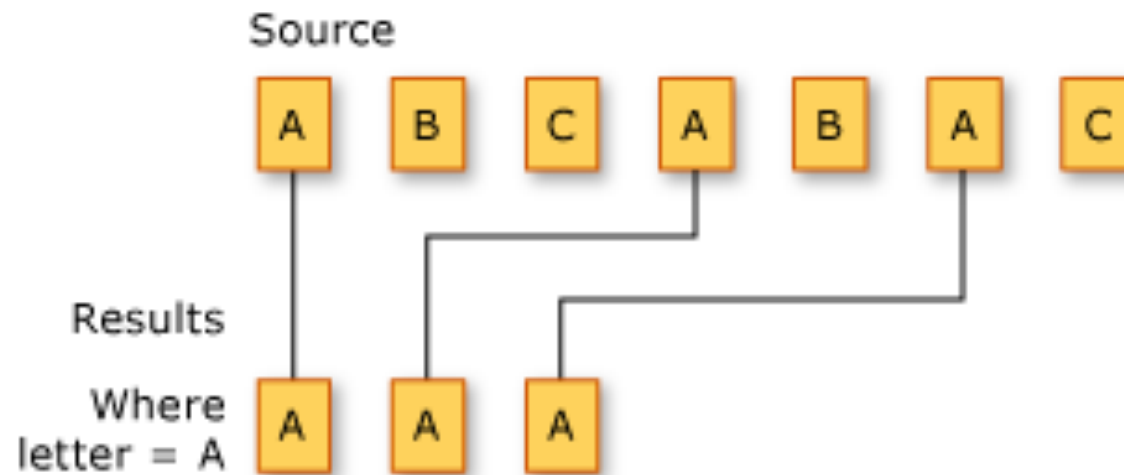 Source
A B C A B A C
Results
Where
letter = A
A A A